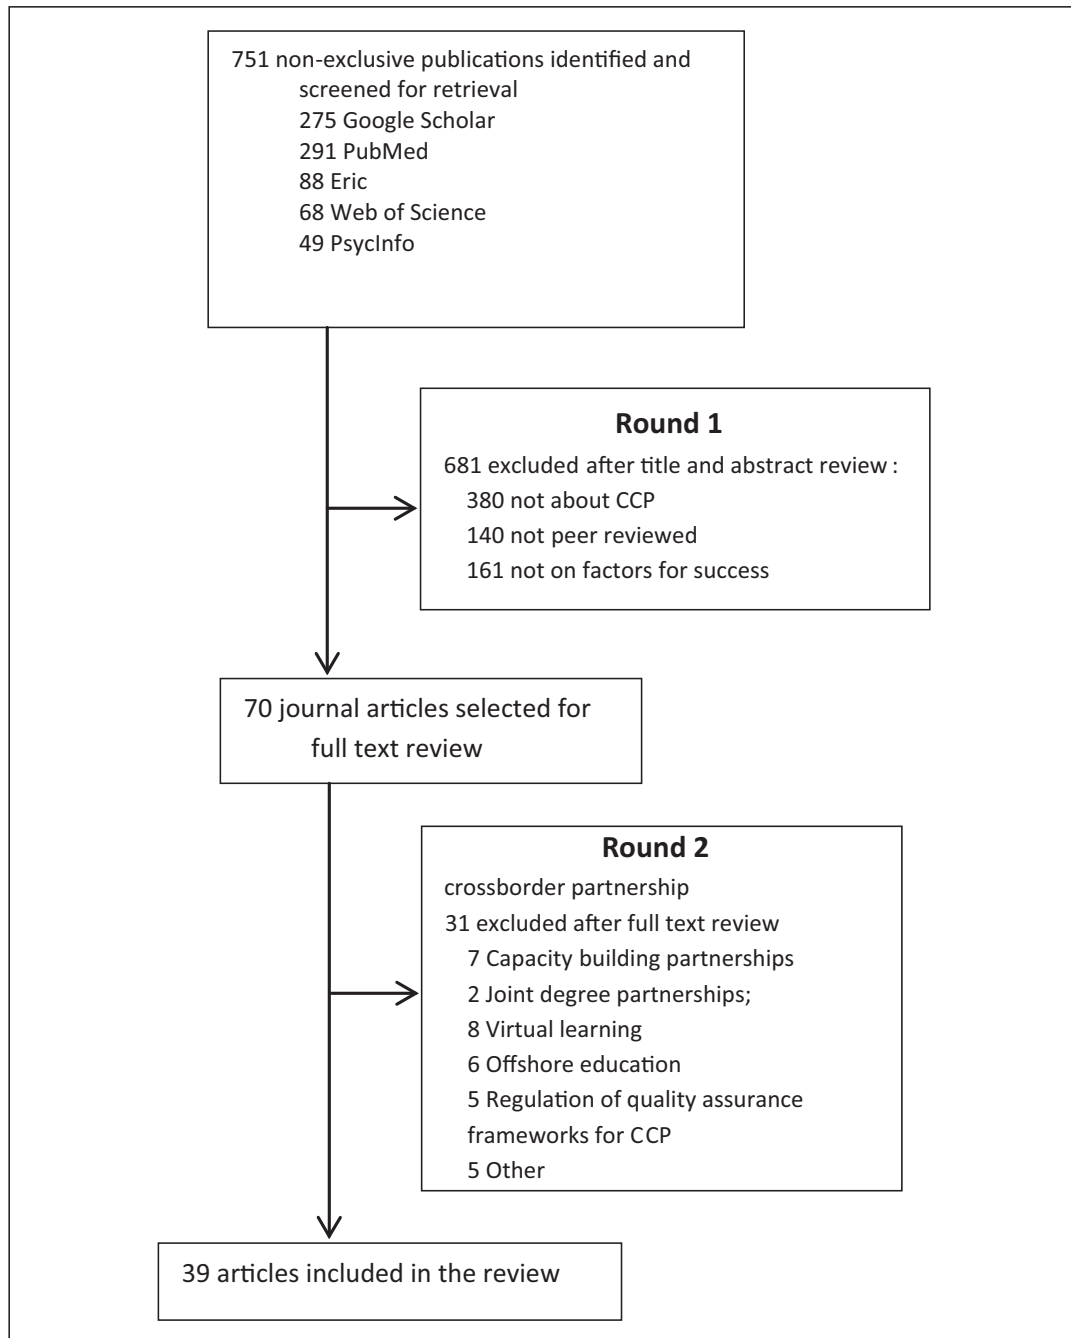 751 non-exclusive publications identified and
screened for retrieval
275 Google Scholar
291 PubMed
88 Eric
68 Web of Science
49 PsycInfo
Round 1
681 excluded after title and abstract review :
380 not about CCP
140 not peer reviewed
161 not on factors for success
70 journal articles selected for
full text review
Round 2
crossborder partnership
31 excluded after full text review
7 Capacity building partnerships
2 Joint degree partnerships;
8 Virtual learning
6 Offshore education
5 Regulation of quality assurance
frameworks for CCP
5 Other
39 articles included in the review